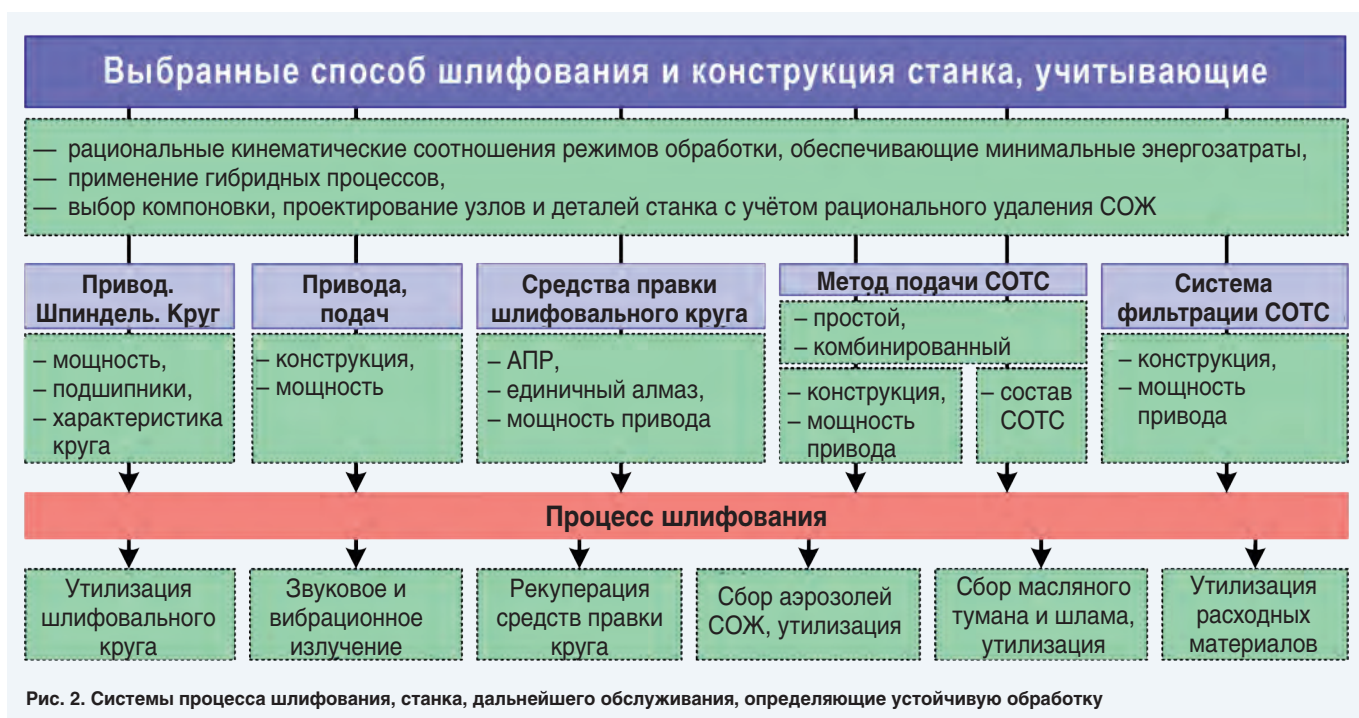 Выбранные способ шлифования и конструкция станка, учитывающие
— рациональные кинематические соотношения режимов обработки, обеспечивающие минимальные энергозатраты,
— применение гибридных процессов,
— выбор компоновки, проектирование узлов и деталей станка с учётом рационального удаления СОЖ
Привод.
Шпиндель. Круг
– мощность,
– подшипники,
– характеристика
круга
Привода,
подач
– конструкция,
– мощность
Средства правки
шлифовального круга
– АПР,
– единичный алмаз,
– мощность привода
Метод подачи СОТС
– простой,
– комбинированный
– конструкция,
– мощность
привода
– состав
СОТС
Система
фильтрации СОТС
– конструкция,
– мощность
привода
Процесс шлифования
Утилизация
шлифовального
круга
Звуковое и
вибрационное
излучение
Рекуперация
средств правки
круга
Сбор аэрозолей
СОЖ, утилизация
Сбор масляного
тумана и шлама,
утилизация
Утилизация
расходных
материалов
Рис. 2. Системы процесса шлифования, станка, дальнейшего обслуживания, определяющие устойчивую обработку